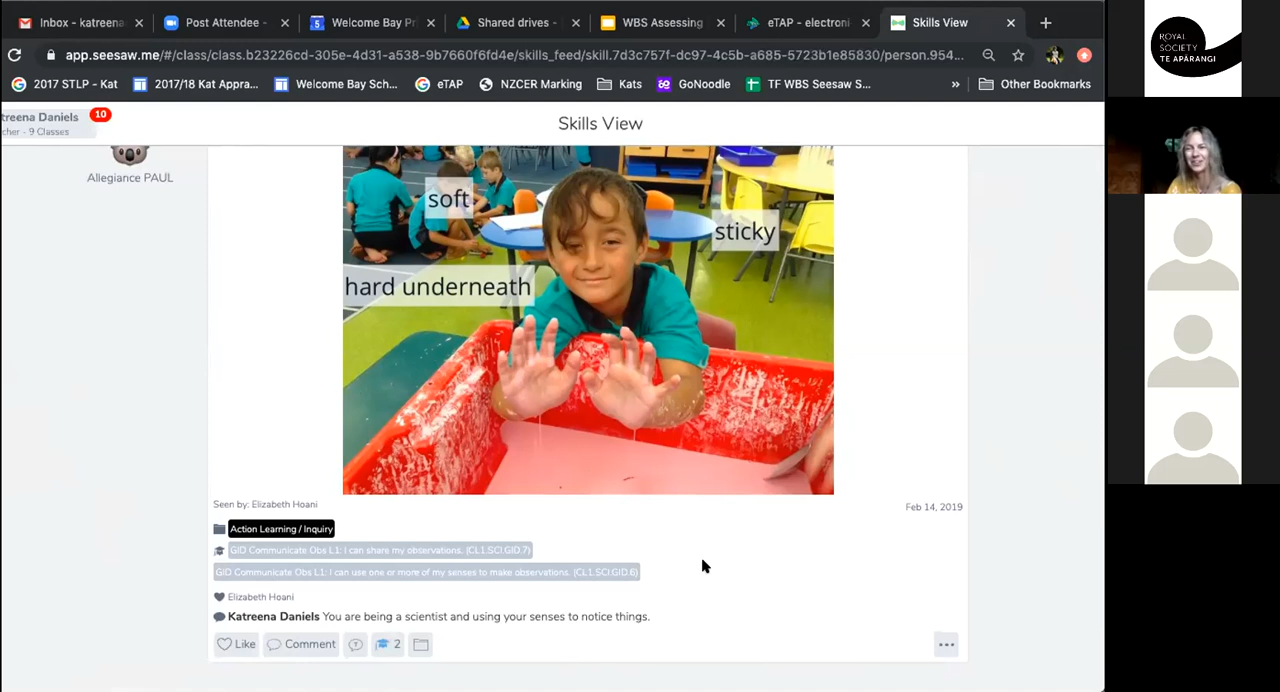 Inbox - katreena
Post Attendee -
Welcome Bay Pri
Shared drives -
WBS Assessing
eTAP - electroni
Skills View
app.seesaw.me/#/class/class.b23226cd-305e-4d31-a538-9b7660f6fd4e/skills_feed/skill.7d3c757f-dc97-4c5b-a685-5723b1e85830/person.954...
2017 STLP - Kat
2017/18 Kat Appra...
Welcome Bay Sch...
eTAP
NZCER Marking
Kats
GoNoodle
TF WBS Seesaw S...
»
Other Bookmarks
treena Daniels
10
cher - 9 Classes
Skills View
Allegiance PAUL
soft
sticky
hard underneath
Seen by: Elizabeth Hoani
Feb 14, 2019
Action Learning / Inquiry
GID Communicate Obs L1: I can share my observations. (CL1.SCI.GID.7)
GID Communicate Obs L1: I can use one or more of my senses to make observations. (CL1.SCI.GID.6)
Elizabeth Hoani
Katreena Daniels You are being a scientist and using your senses to notice things.
Like
Comment
2
ROYAL
SOCIETY
TE APĀRANGI